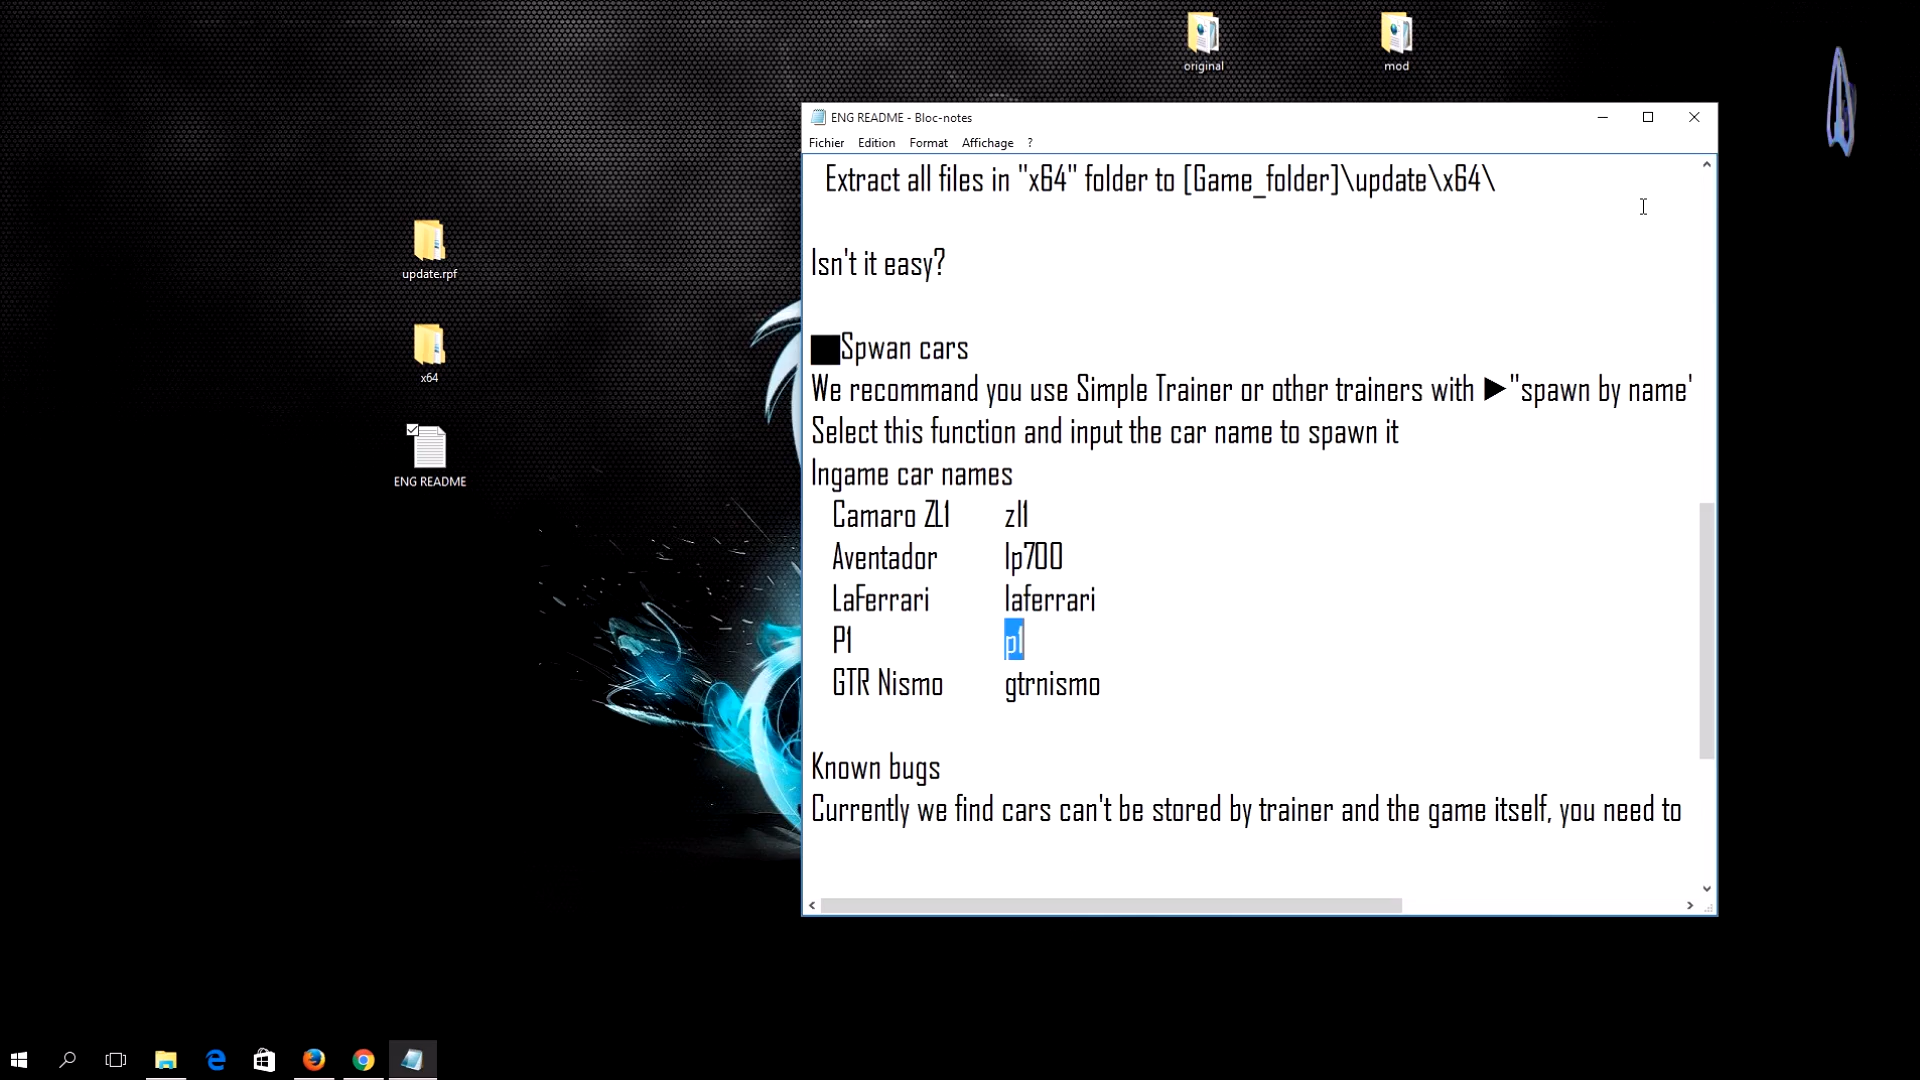 original
mod
ENG README - Bloc-notes
Fichier Edition Format Affichage ?
Extract all files in "x64" folder to [Game_folder]\update\x64\
Isn't it easy?
Spwan cars
We recommand you use Simple Trainer or other trainers with ►"spawn by name'
Select this function and input the car name to spawn it
Ingame car names
Camaro ZL1 zl1
Aventador lp700
LaFerrari laferrari
P1 p1
GTR Nismo gtrnismo
Known bugs
Currently we find cars can't be stored by trainer and the game itself, you need to
update.rpf
x64
ENG README